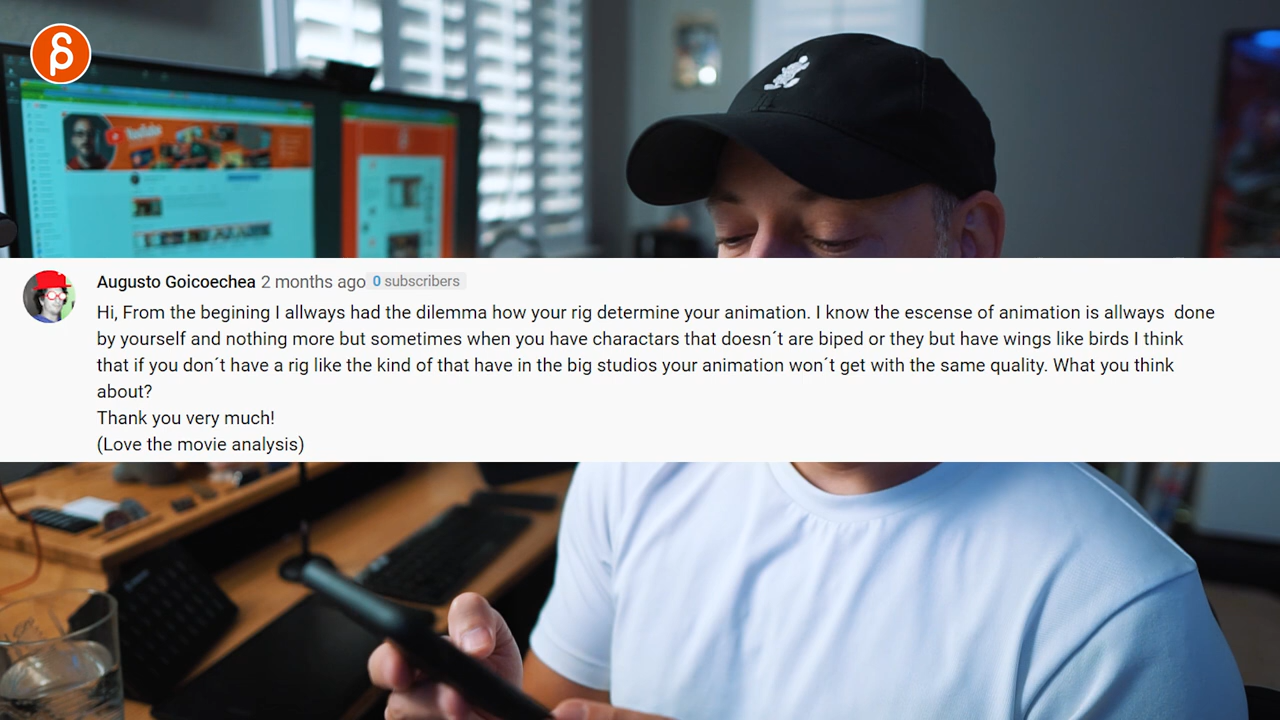 Augusto Goicoechea 2 months ago 0 subscribers
Hi, From the begining I allways had the dilemma how your rig determine your animation. I know the escense of animation is allways  done
by yourself and nothing more but sometimes when you have charactars that doesn´t are biped or they but have wings like birds I think
that if you don´t have a rig like the kind of that have in the big studios your animation won´t get with the same quality. What you think
about?
Thank you very much!
(Love the movie analysis)